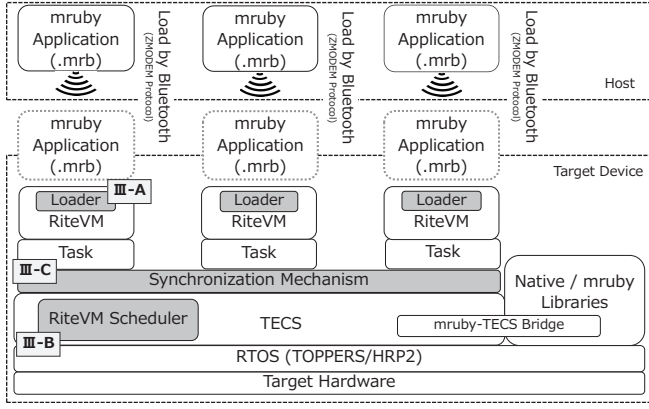 mruby
Application
(.mrb)
Load by Bluetooth
(ZMODEM Protocol)
mruby
Application
(.mrb)
Load by Bluetooth
(ZMODEM Protocol)
mruby
Application
(.mrb)
Load by Bluetooth
(ZMODEM Protocol)
Host
mruby
Application
(.mrb)
mruby
Application
(.mrb)
mruby
Application
(.mrb)
Target Device
Ⅲ-A
Loader
RiteVM
Loader
RiteVM
Loader
RiteVM
Task
Task
Task
Ⅲ-C
Synchronization Mechanism
Native / mruby
Libraries
RiteVM Scheduler
TECS
mruby-TECS Bridge
Ⅲ-B
RTOS (TOPPERS/HRP2)
Target Hardware